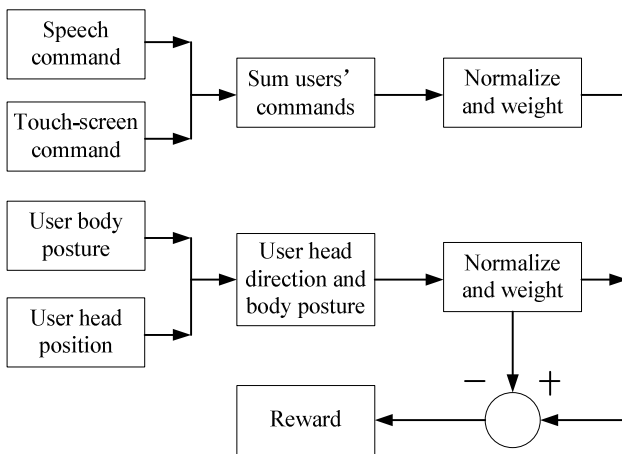 Speech
command
Touch-screen
command
Sum users’
commands
Normalize
and weight
User body
posture
User head
position
User head
direction and
body posture
Normalize
and weight
− +
Reward